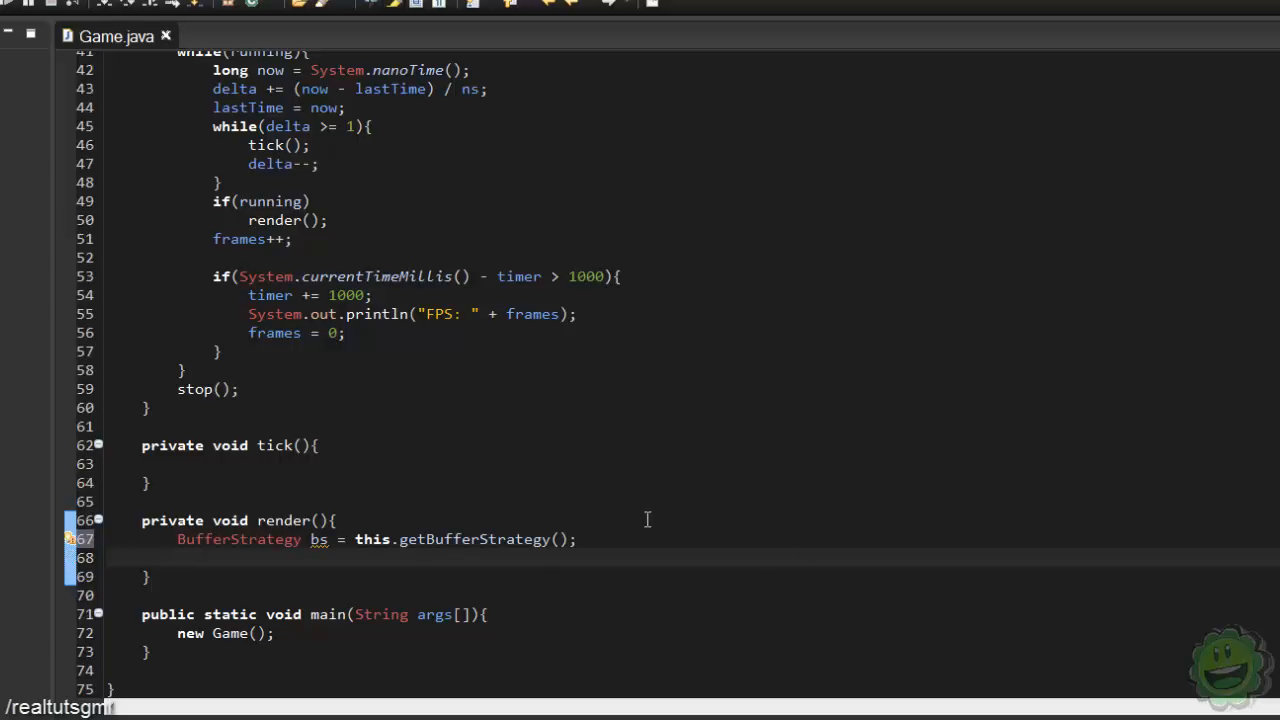 Game.java
41 while(running){
42 long now = System.nanoTime();
43 delta += (now - lastTime) / ns;
44 lastTime = now;
45 while(delta >= 1){
46 tick();
47 delta--;
48 }
49 if(running)
50 render();
51 frames++;
52
53 if(System.currentTimeMillis() - timer > 1000){
54 timer += 1000;
55 System.out.println("FPS: " + frames);
56 frames = 0;
57 }
58 }
59 stop();
60 }
61
62 private void tick(){
63
64 }
65
66 private void render(){
67 BufferStrategy bs = this.getBufferStrategy();
68
69 }
70
71 public static void main(String args[]){
72 new Game();
73 }
74
75 }
/realtutsgml